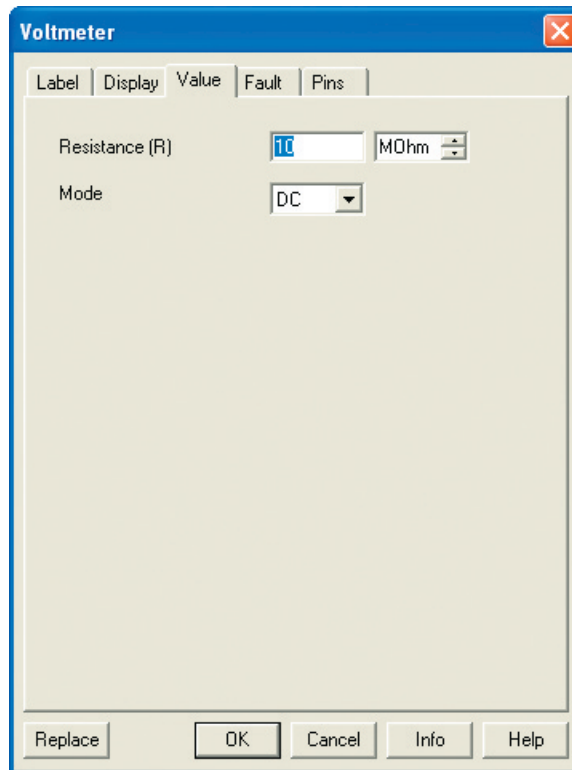 Voltmeter
Label Display Value Fault Pins
Resistance (R) 10 MOhm
Mode DC
Replace OK Cancel Info Help